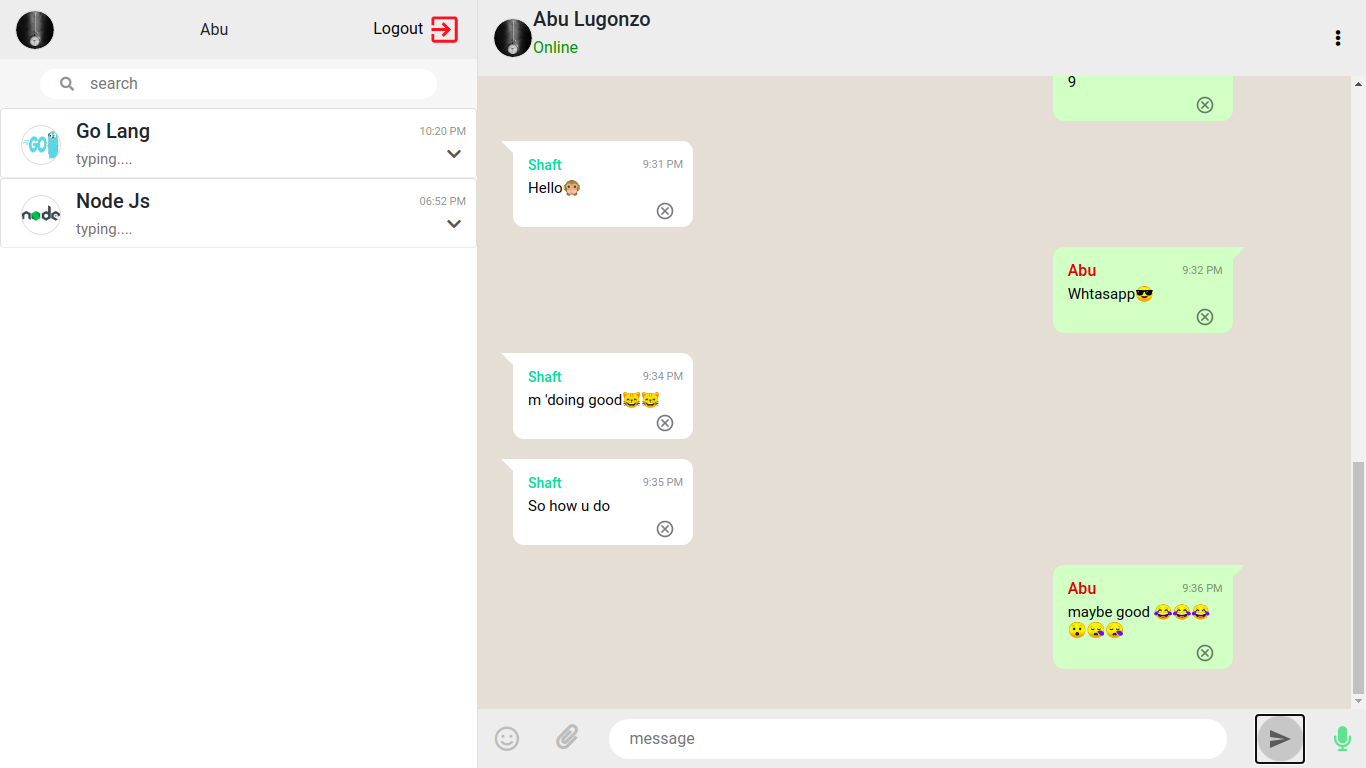 Abu
Logout
search
GO
Go Lang
10:20 PM
typing....
node
Node Js
06:52 PM
typing....
Abu Lugonzo
Online
9
Shaft
9:31 PM
Hello🙊
Abu
9:32 PM
Whtasapp😎
Shaft
9:34 PM
m 'doing good😹😹
Shaft
9:35 PM
So how u do
Abu
9:36 PM
maybe good 😂😂😂
😯😪😪
message